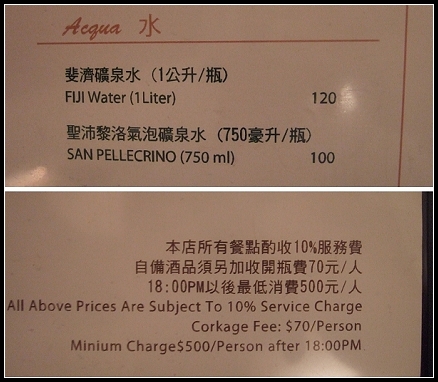 Acqua 水
斐濟礦泉水（1公升/瓶）
FIJI Water (1Liter) 120
聖沛黎洛氣泡礦泉水（750豪升/瓶）
SAN PELLECRINO (750 ml) 100
本店所有餐點酌收10%服務費
自備酒品須另加收開瓶費70元/人
18:00PM以後最低消費500元/人
All Above Prices Are Subject To 10% Service Charge
Corkage Fee: $70/Person
Minium Charge$500/Person after 18:00PM